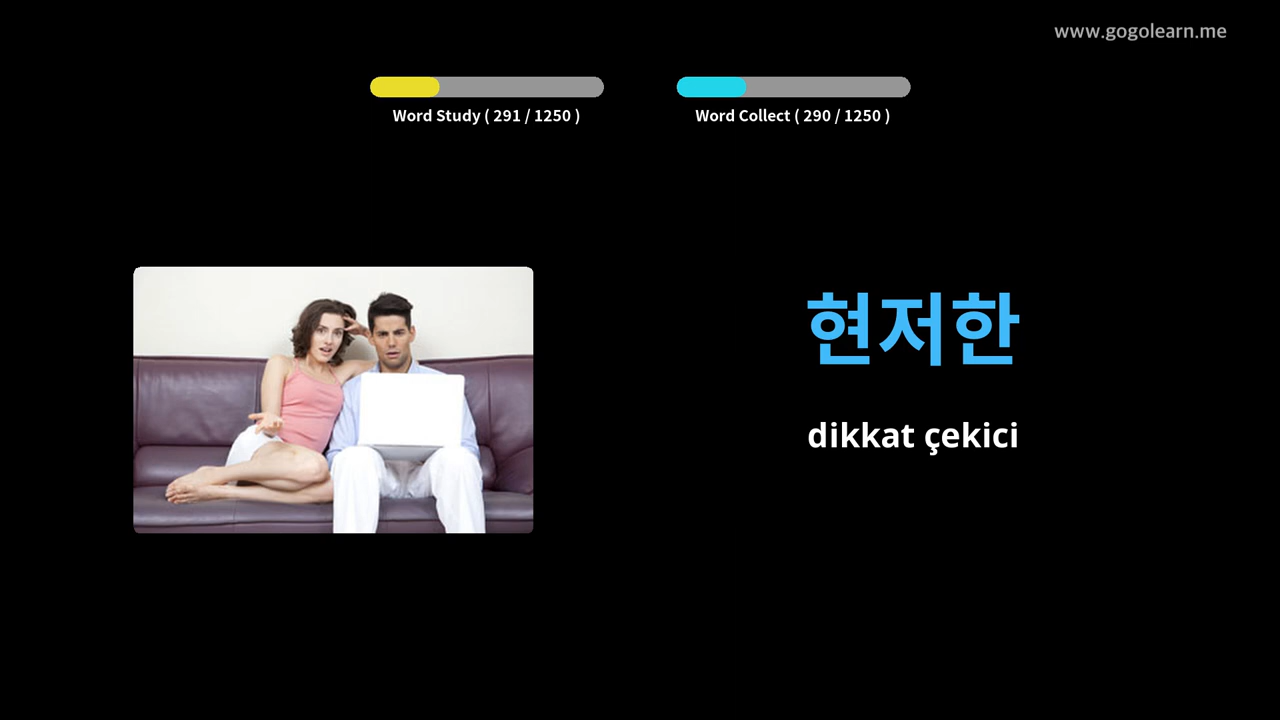 www.gogolearn.me
Word Study ( 291 / 1250 )
Word Collect ( 290 / 1250 )
현저한
dikkat çekici